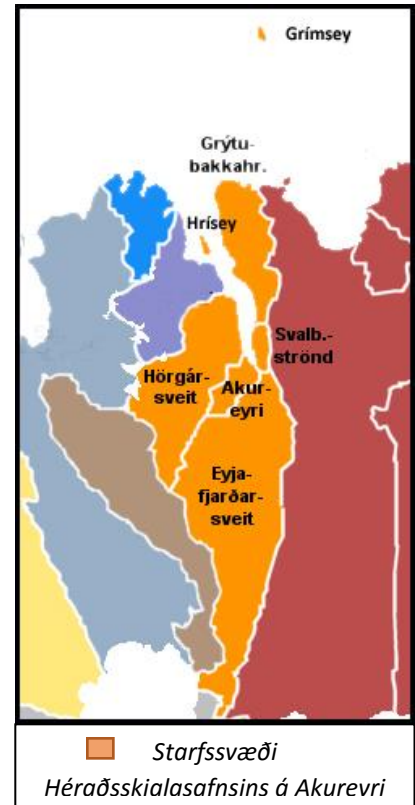 Grímsey
Grýtu-
bakkahr.
Hrísey
Svalb.-
strönd
Hörgár-
sveit
Akur-
eyri
Eyja-
fjarðar-
sveit
Starfssvæði
Héraðsskjalasafnsins á Akureyri